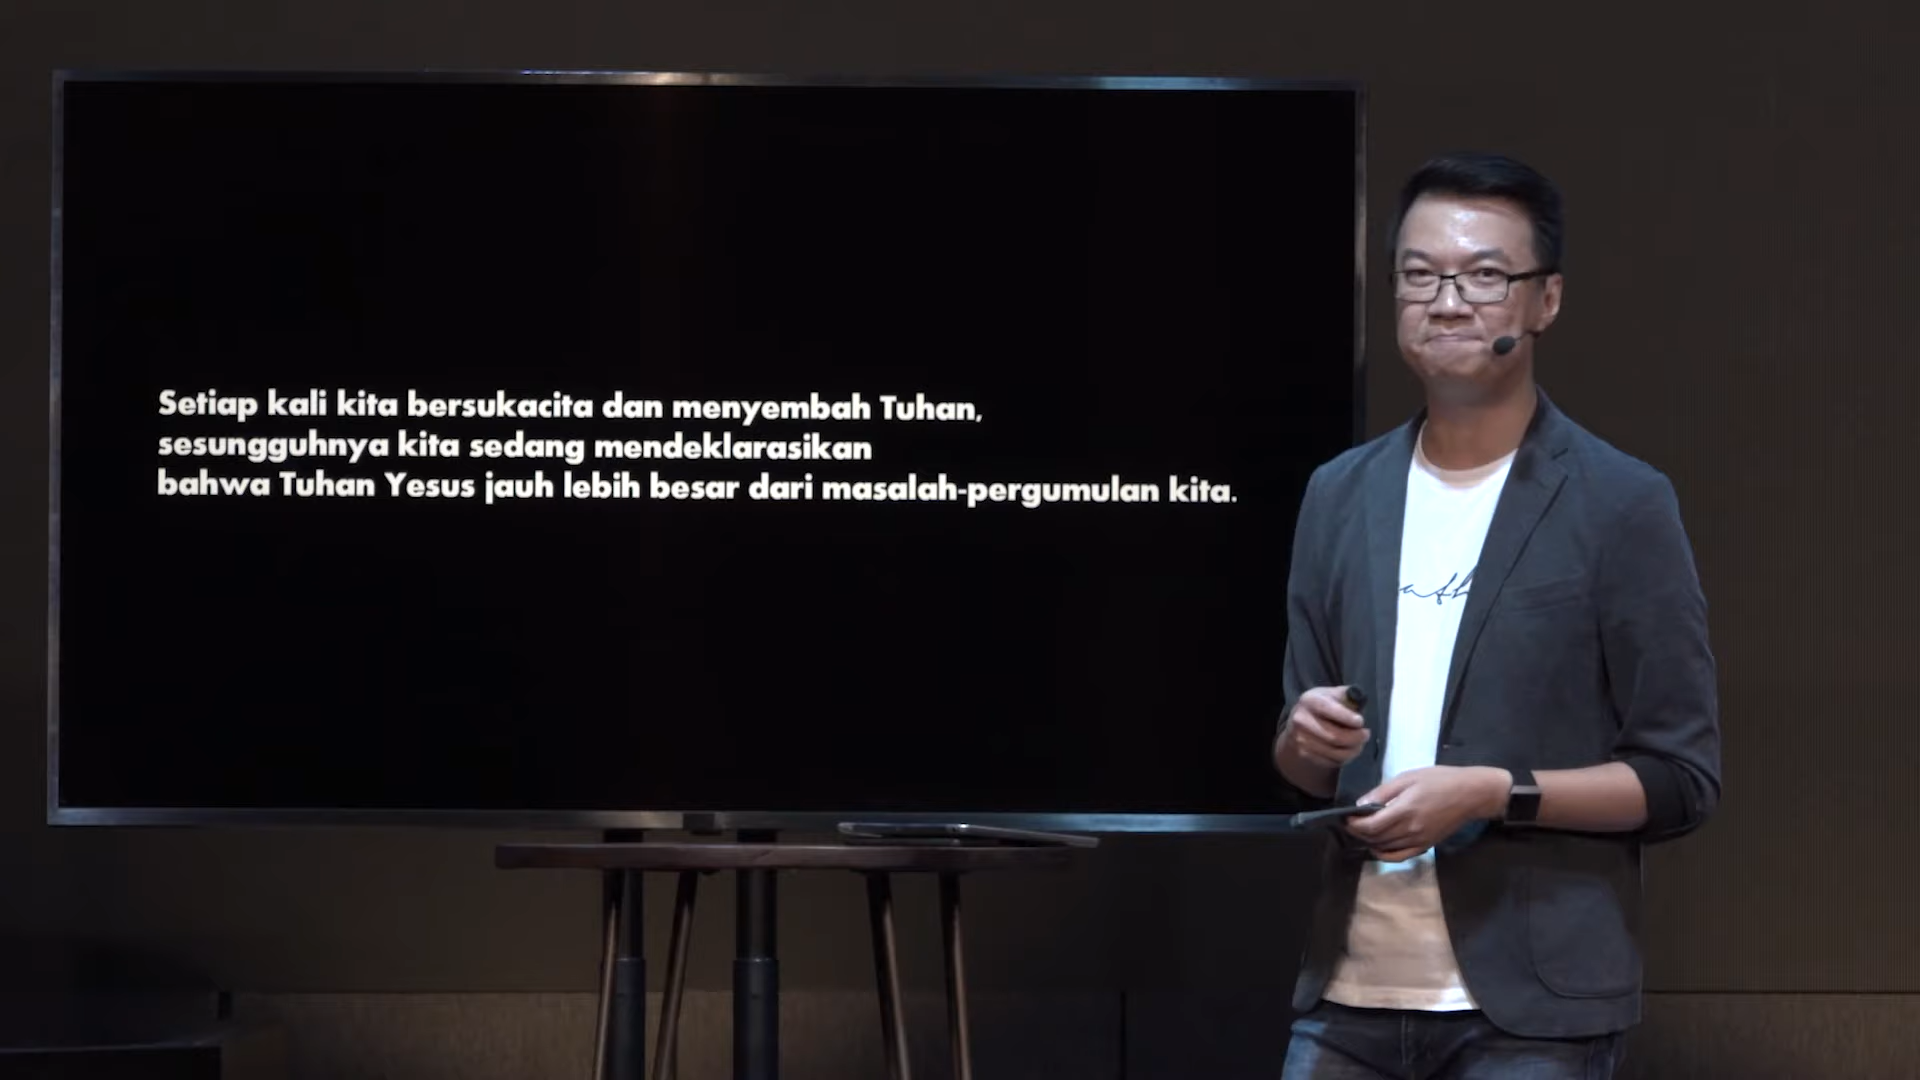 Setiap kali kita bersukacita dan menyembah Tuhan,
sesungguhnya kita sedang mendeklarasikan
bahwa Tuhan Yesus jauh lebih besar dari masalah-pergumulan kita.